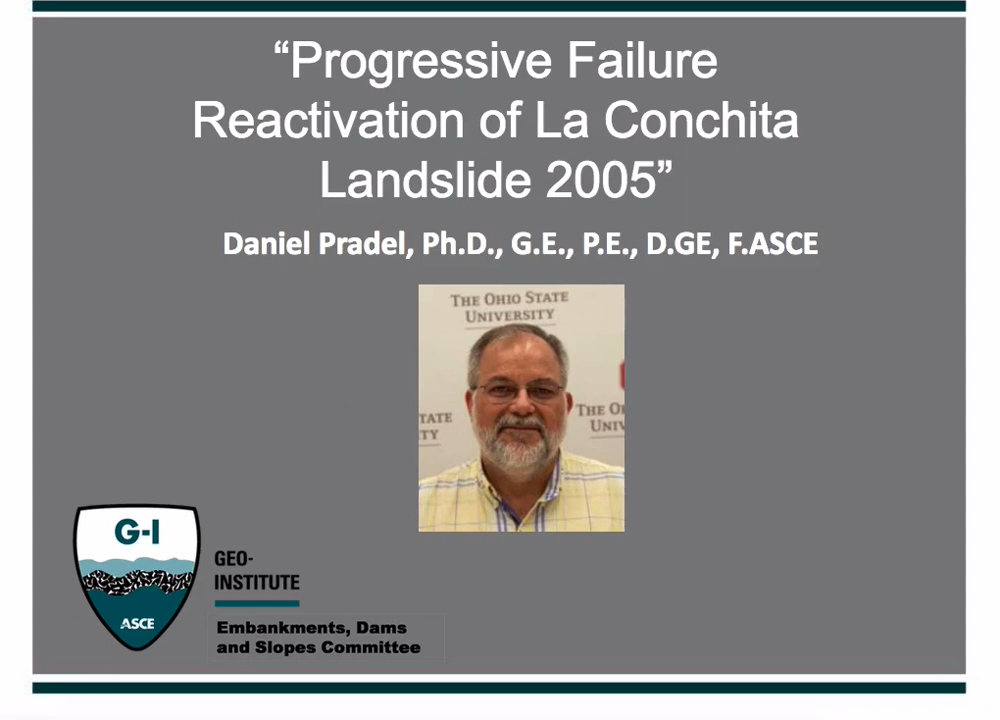 “Progressive Failure
Reactivation of La Conchita
Landslide 2005”
Daniel Pradel, Ph.D., G.E., P.E., D.GE, F.ASCE
THE OHIO STATE
UNIVERSITY
STATE
TY
THE O
UNIV
G-I
ASCE
GEO-
INSTITUTE
Embankments, Dams
and Slopes Committee